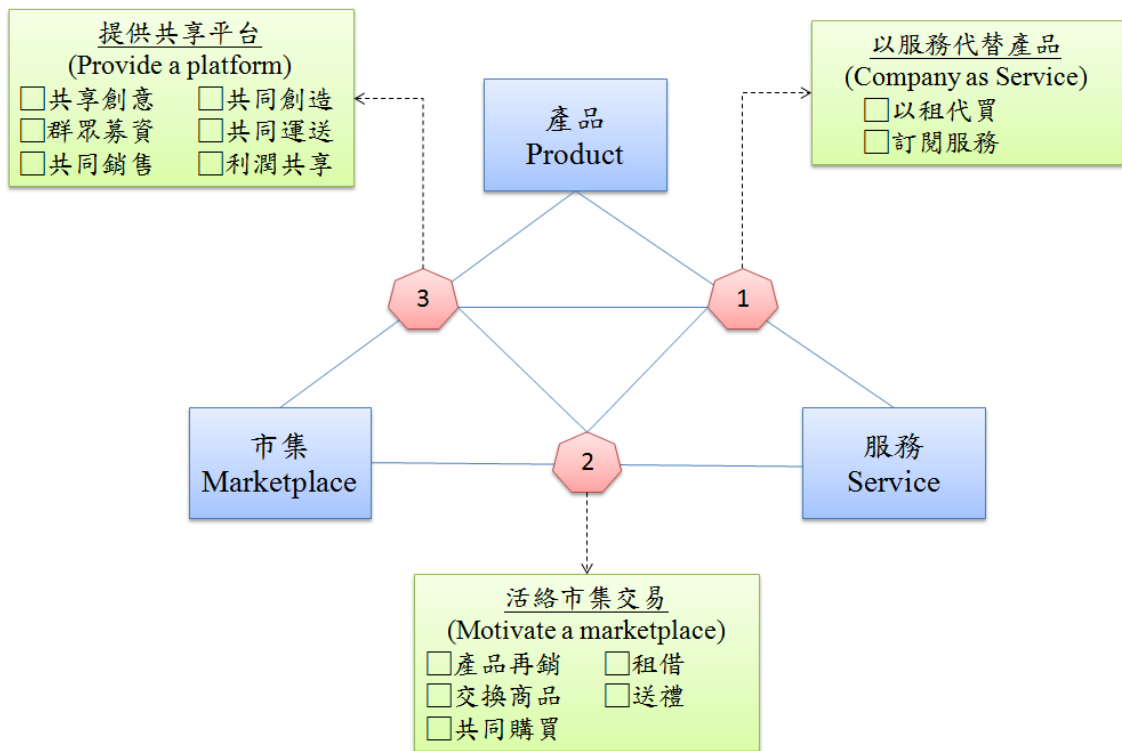 提供共享平台
(Provide a platform)
□共享創意 □共同創造
□群眾募資 □共同運送
□共同銷售 □利潤共享
以服務代替產品
(Company as Service)
□以租代買
□訂閱服務
產品
Product
3
1
市集
Marketplace
2
服務
Service
活絡市集交易
(Motivate a marketplace)
□產品再銷 □租借
□交換商品 □送禮
□共同購買